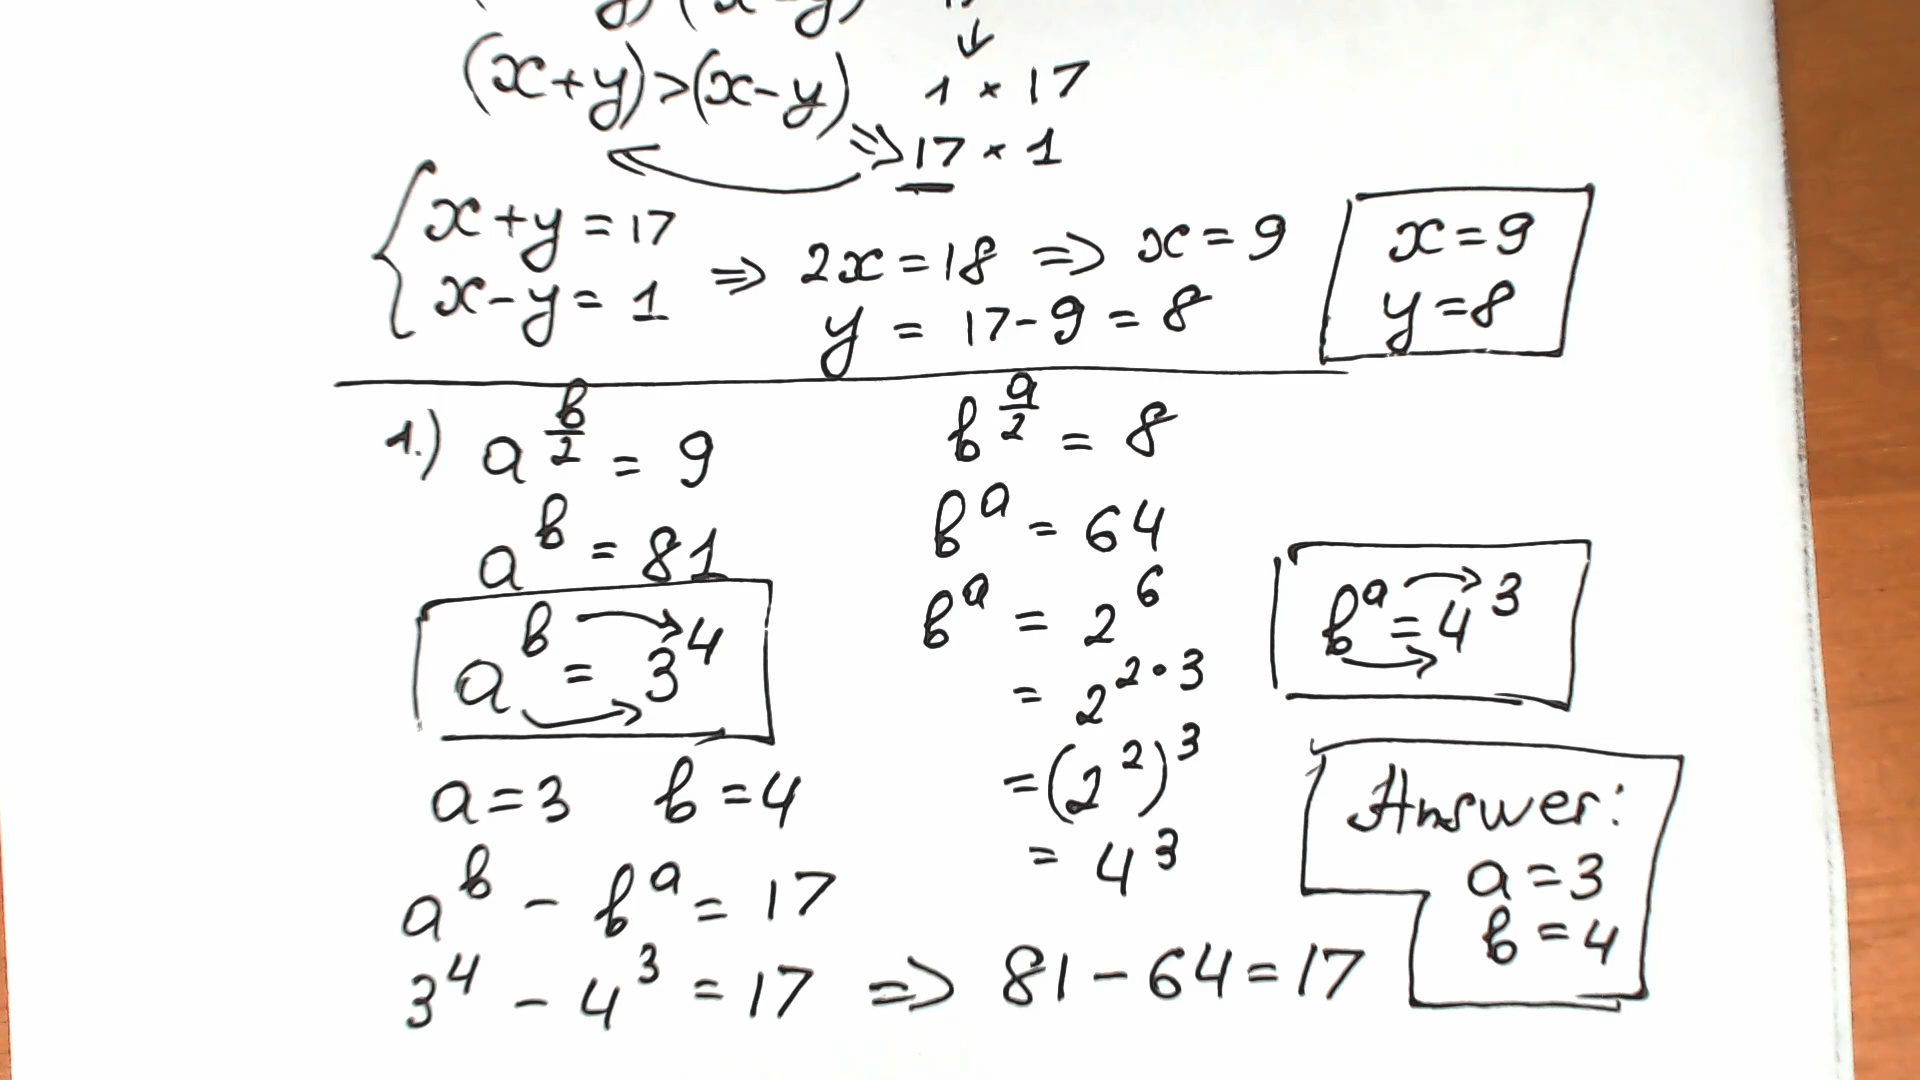 (x+y)>(x-y) 1 × 17
⇒ 17 × 1
{ x+y = 17
x-y = 1 ⇒ 2x = 18 ⇒ x = 9
y = 17-9 = 8
x=9
y=8
1.) a^(b/2) = 9 b^(a/2) = 8
a^b = 81 b^a = 64
a^b = 3^4 b^a = 2^6 b^a = 4^3
= 2^(2·3)
a=3 b=4 = (2^2)^3
= 4^3
a^b - b^a = 17
3^4 - 4^3 = 17 ⇒ 81-64=17
Answer:
a=3
b=4